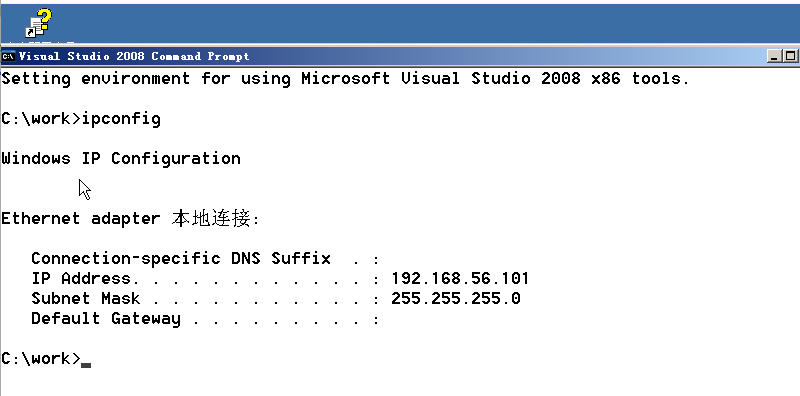 Visual Studio 2008 Command Prompt
Setting environment for using Microsoft Visual Studio 2008 x86 tools.
C:\work>ipconfig
Windows IP Configuration
Ethernet adapter 本地连接:
Connection-specific DNS Suffix . :
IP Address. . . . . . . . . . . . : 192.168.56.101
Subnet Mask . . . . . . . . . . . : 255.255.255.0
Default Gateway . . . . . . . . . :
C:\work>